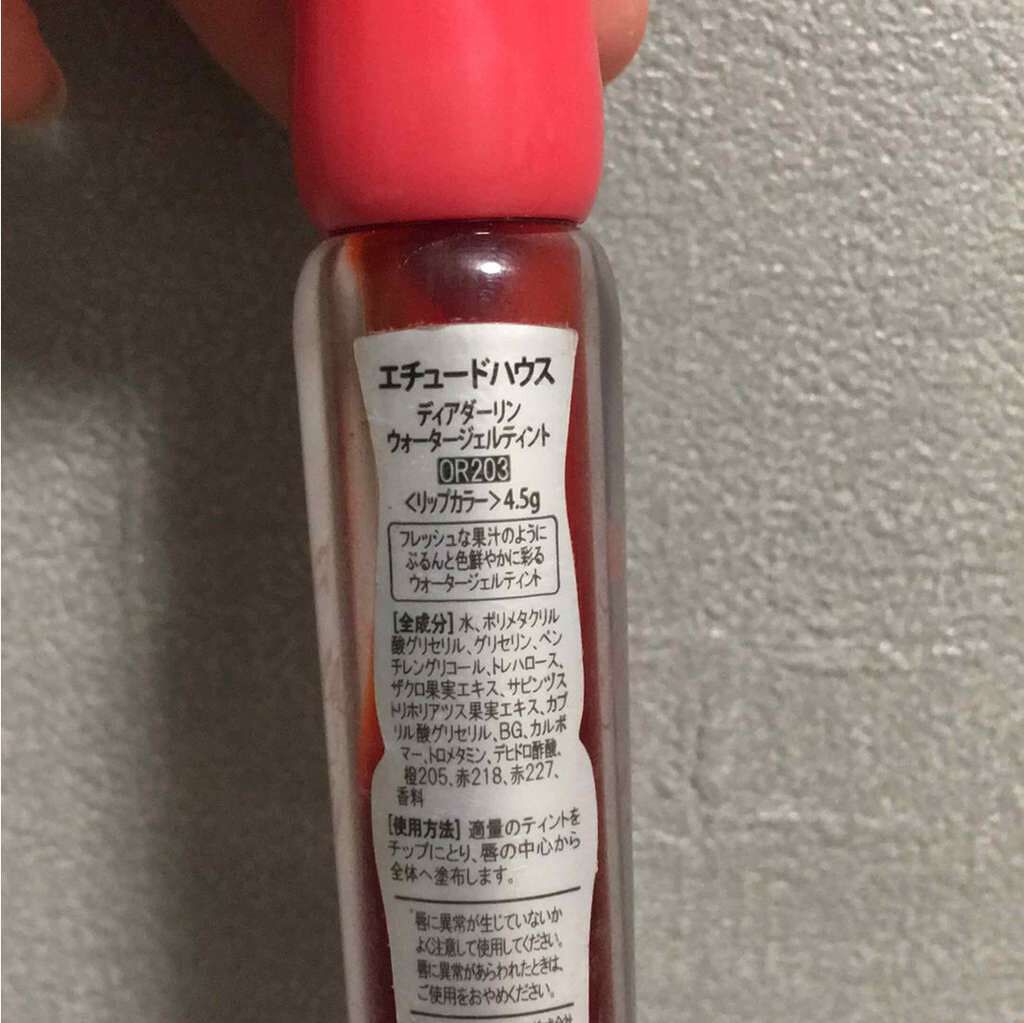 エチュードハウス
ディアダーリン
ウォータージェルティント
OR203
<リップカラー>4.5g
フレッシュな果汁のように
ぷるんと色鮮やかに彩る
ウォータージェルティント
[全成分]水、ポリメタクリル
酸グリセリル、グリセリン、ペン
チレングリコール、トレハロース、
ザクロ果実エキス、サピンヅス
トリホリアツス果実エキス、カプ
リル酸グリセリル、BG、カルボ
マー、トロメタミン、デヒドロ酢酸、
橙205、赤218、赤227、
香料
[使用方法]適量のティントを
チップにとり、唇の中心から
全体へ塗布します。
唇に異常が生じていないか
よく注意して使用してください。
唇に異常があらわれたときは、
ご使用をおやめください。